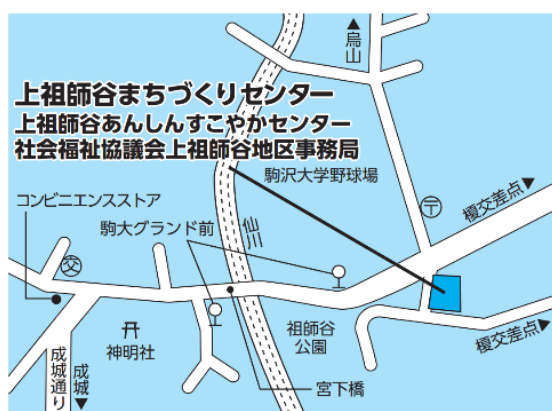 ▲烏山
上祖師谷まちづくりセンター
上祖師谷あんしんすこやかセンター
社会福祉協議会上祖師谷地区事務局
駒沢大学野球場
コンビニエンスストア
駒大グランド前
仙川
〒
榎交差点▶
交
祖師谷
公園
神明社
榎交差点▶
成城通り
成城▼
宮下橋